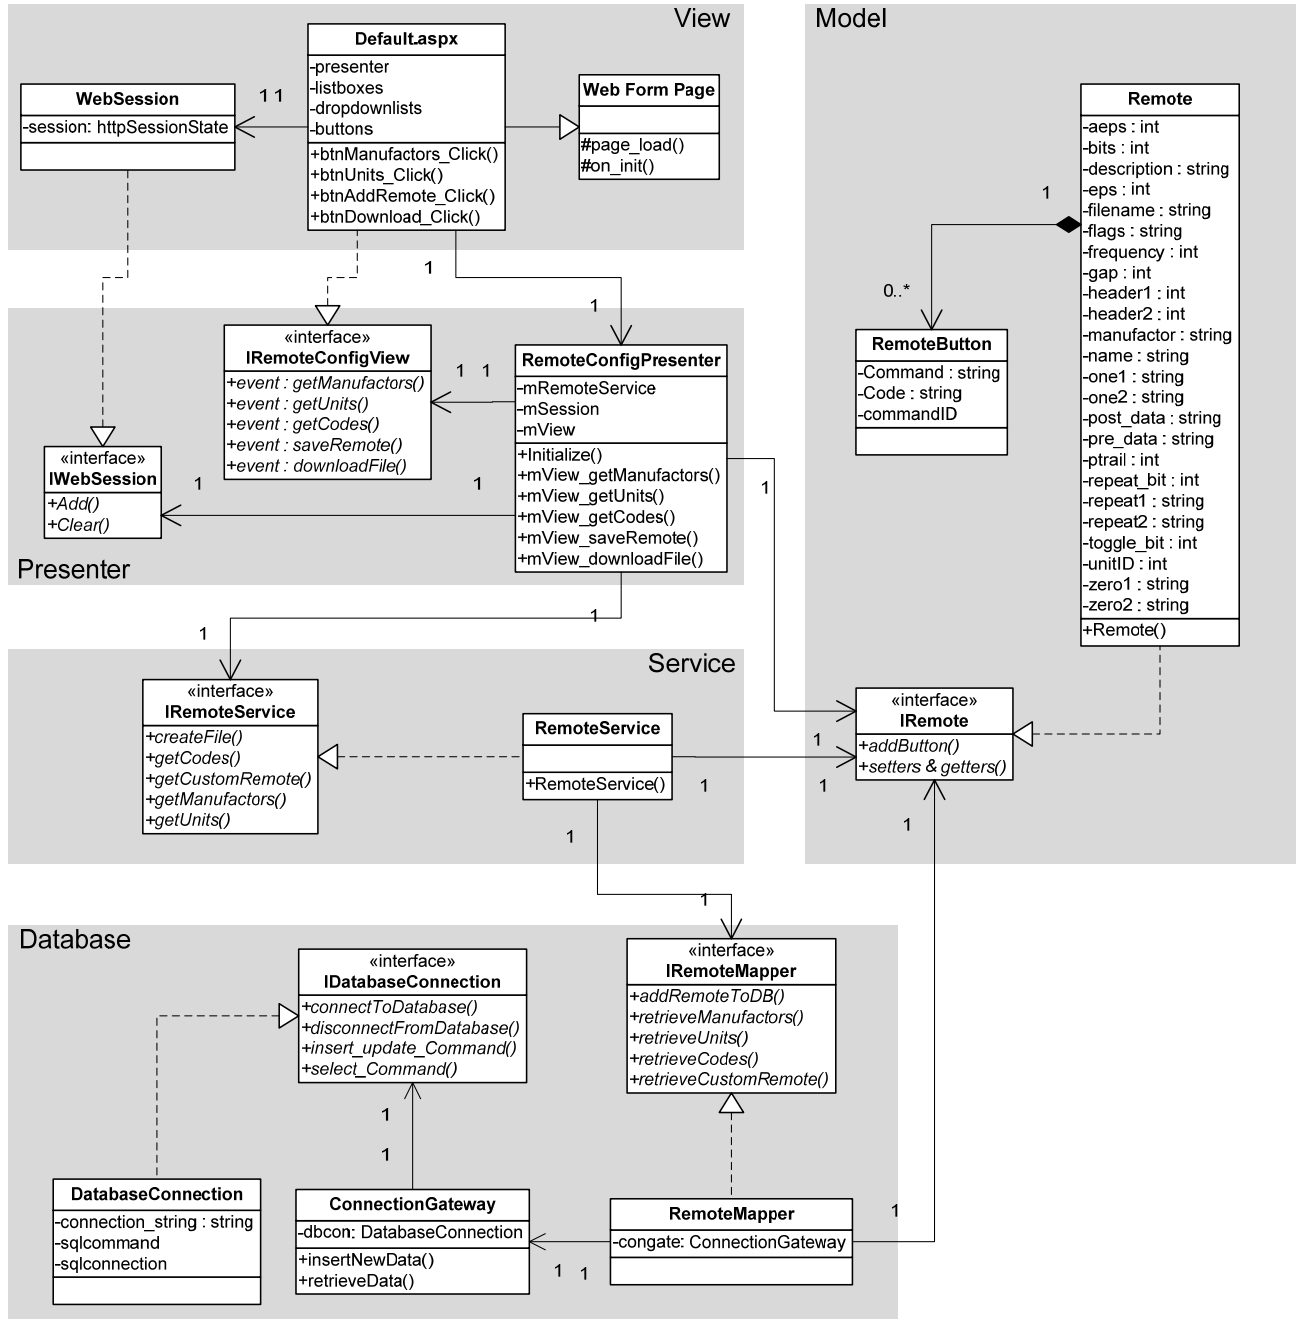 View
Default.aspx
-presenter
-listboxes
-dropdownlists
-buttons
+btnManufactors_Click()
+btnUnits_Click()
+btnAddRemote_Click()
+btnDownload_Click()
WebSession
-session: httpSessionState
1 1
Web Form Page
#page_load()
#on_init()
1
1
Presenter
«interface»
IRemoteConfigView
+event : getManufactors()
+event : getUnits()
+event : getCodes()
+event : saveRemote()
+event : downloadFile()
1 1
RemoteConfigPresenter
-mRemoteService
-mSession
-mView
+Initialize()
+mView_getManufactors()
+mView_getUnits()
+mView_getCodes()
+mView_saveRemote()
+mView_downloadFile()
«interface»
IWebSession
+Add()
+Clear()
1
1
1
1
1
Service
«interface»
IRemoteService
+createFile()
+getCodes()
+getCustomRemote()
+getManufactors()
+getUnits()
RemoteService
+RemoteService()
1
1
1
1
1
Model
Remote
-aeps : int
-bits : int
-description : string
-eps : int
-filename : string
-flags : string
-frequency : int
-gap : int
-header1 : int
-header2 : int
-manufactor : string
-name : string
-one1 : string
-one2 : string
-post_data : string
-pre_data : string
-ptrail : int
-repeat_bit : int
-repeat1 : string
-repeat2 : string
-toggle_bit : int
-unitID : int
-zero1 : string
-zero2 : string
+Remote()
1
0..*
RemoteButton
-Command : string
-Code : string
-commandID
«interface»
IRemote
+addButton()
+setters & getters()
1
1
Database
«interface»
IDatabaseConnection
+connectToDatabase()
+disconnectFromDatabase()
+insert_update_Command()
+select_Command()
«interface»
IRemoteMapper
+addRemoteToDB()
+retrieveManufactors()
+retrieveUnits()
+retrieveCodes()
+retrieveCustomRemote()
1
1
DatabaseConnection
-connection_string : string
-sqlcommand
-sqlconnection
ConnectionGateway
-dbcon: DatabaseConnection
+insertNewData()
+retrieveData()
1 1
RemoteMapper
-congate: ConnectionGateway